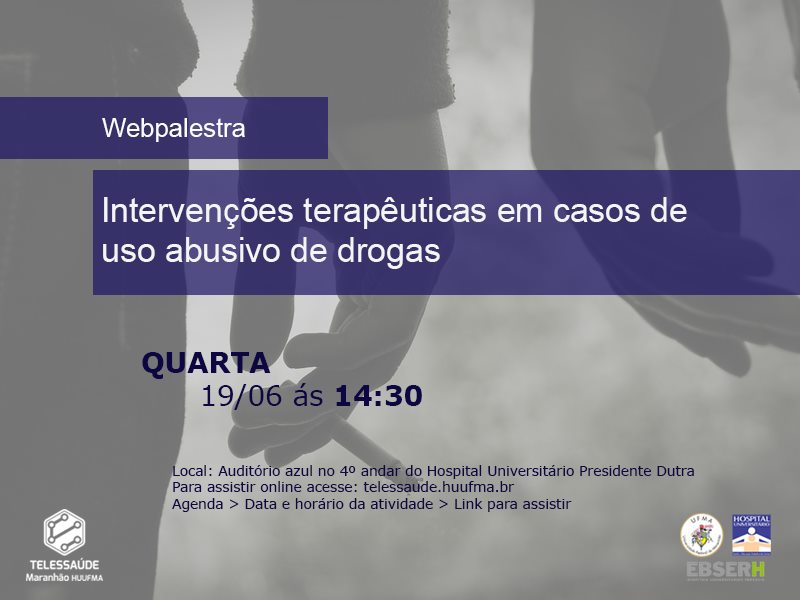 Webpalestra
Intervenções terapêuticas em casos de
uso abusivo de drogas
QUARTA
19/06 ás 14:30
Local: Auditório azul no 4º andar do Hospital Universitário Presidente Dutra
Para assistir online acesse: telessaude.huufma.br
Agenda > Data e horário da atividade > Link para assistir
TELESSAÚDE
Maranhão HUUFMA
UFMA
HOSPITAL
UNIVERSITÁRIO
EBSERH